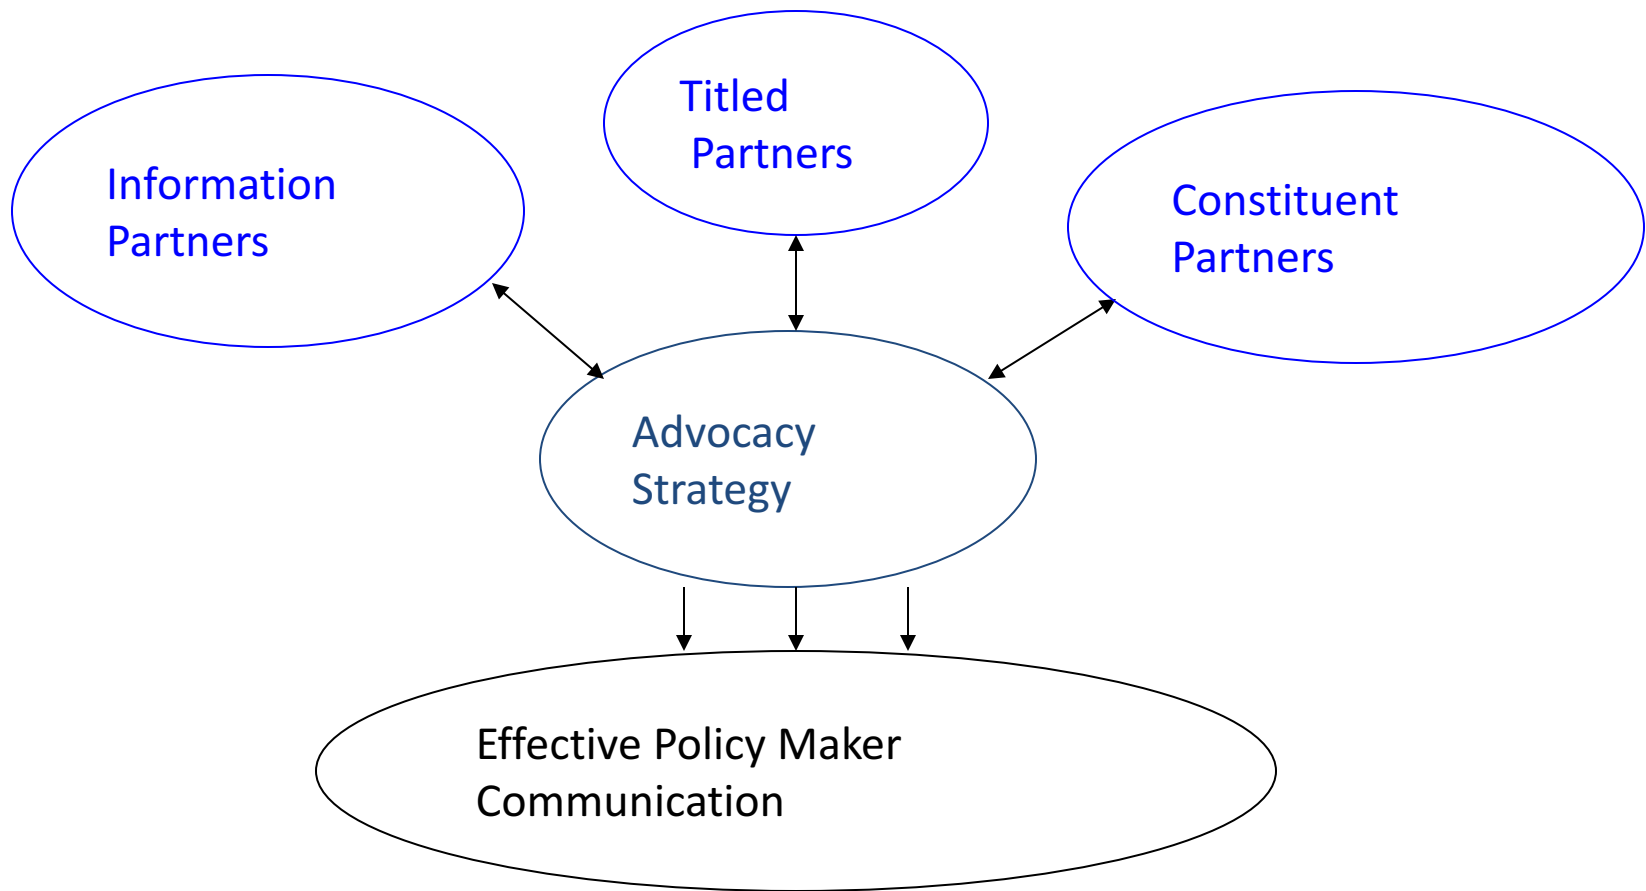 Titled
Partners
Information
Partners
Constituent
Partners
Advocacy
Strategy
Effective Policy Maker
Communication